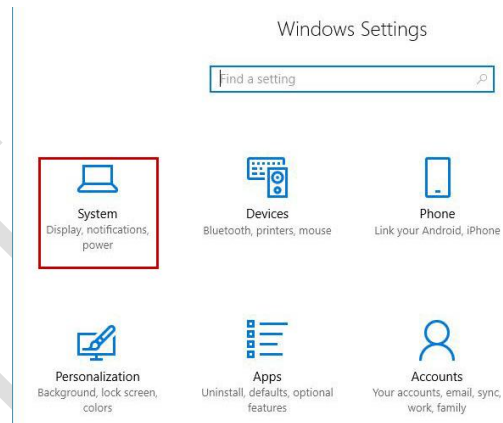 Windows Settings
Find a setting
System
Display, notifications,
power
Devices
Bluetooth, printers, mouse
Phone
Link your Android, iPhone
Personalization
Background, lock screen,
colors
Apps
Uninstall, defaults, optional
features
Accounts
Your accounts, email, sync,
work, family